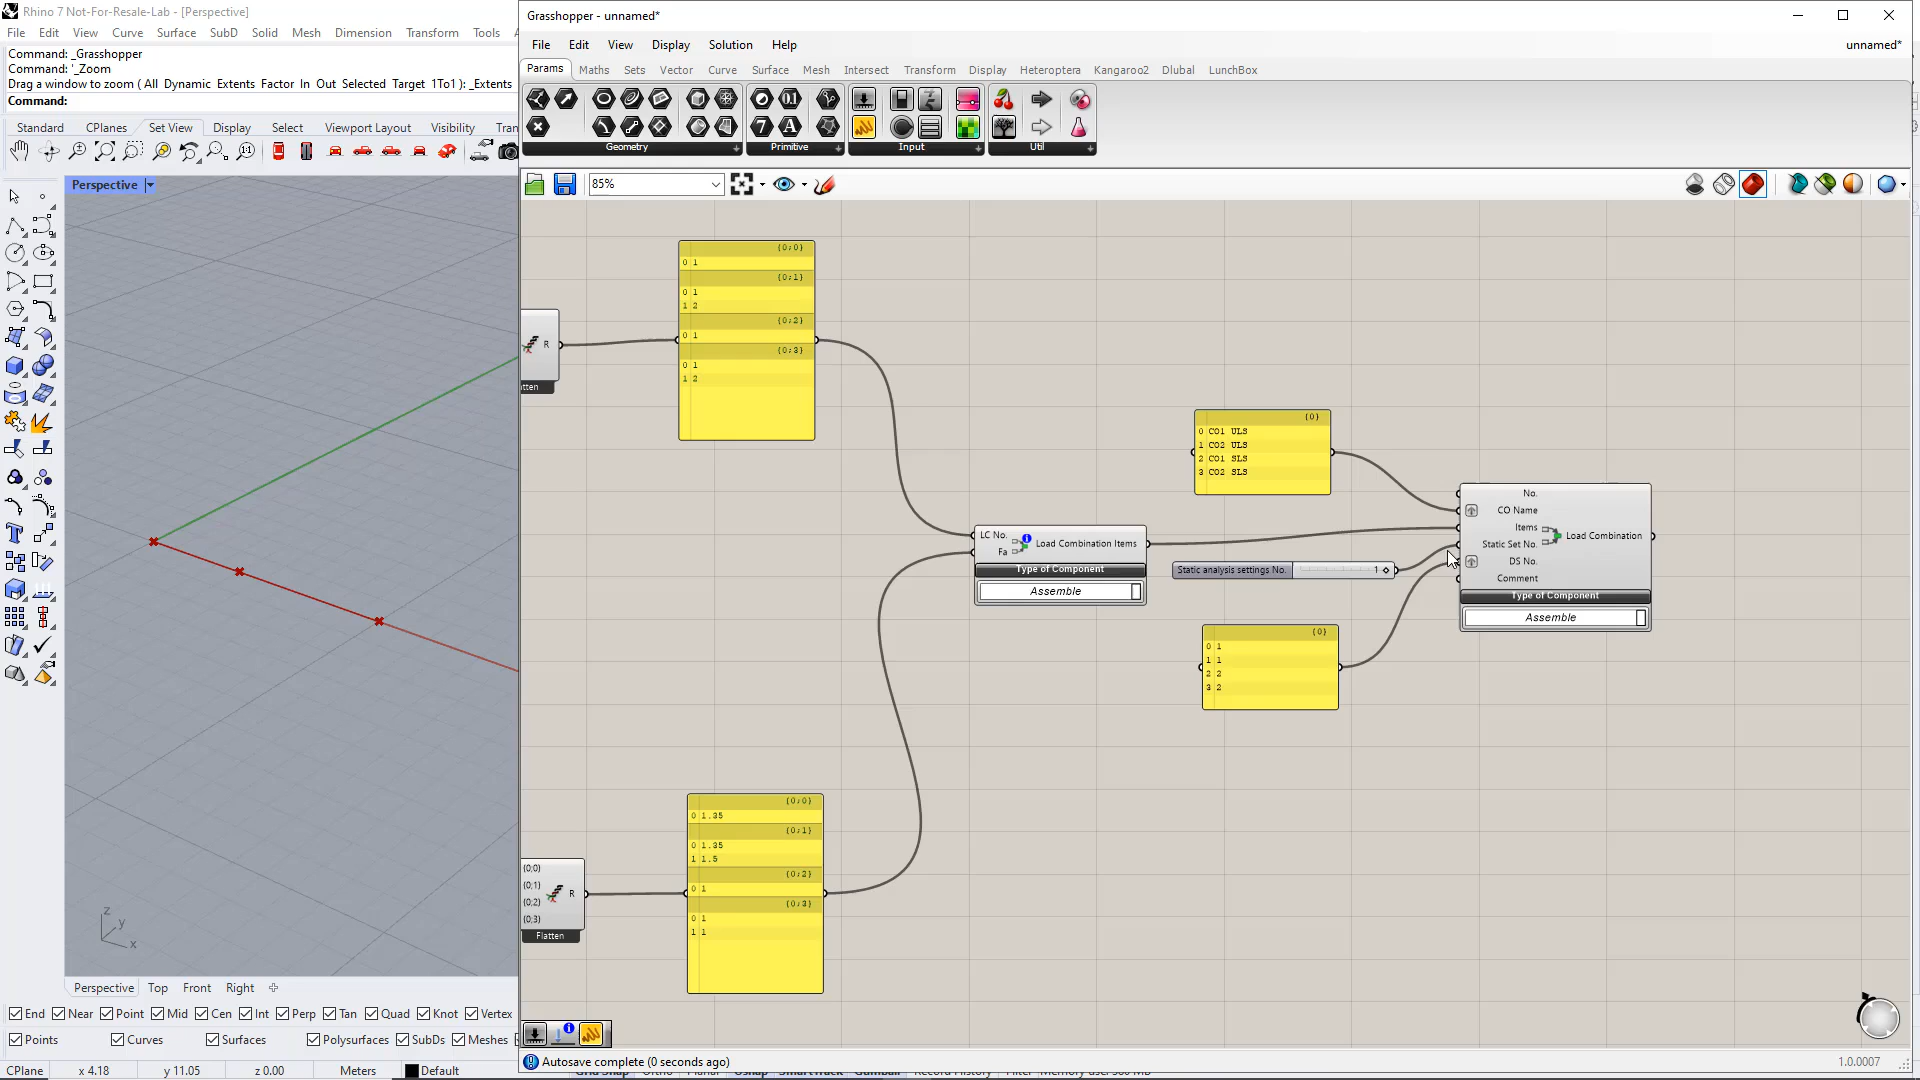 Rhino 7 Not-For-Resale-Lab - [Perspective]
File Edit View Curve Surface SubD Solid Mesh Dimension Transform Tools
Command: _Grasshopper
Command: '_Zoom
Drag a window to zoom ( All Dynamic Extents Factor In Out Selected Target 1To1 ): _Extents
Command:
Standard CPlanes Set View Display Select Viewport Layout Visibility Tran
Perspective
z
y
x
Perspective Top Front Right
End Near Point Mid Cen Int Perp Tan Quad Knot Vertex
Points Curves Surfaces Polysurfaces SubDs Meshes
CPlane x 4.18 y 11.05 z 0.00 Meters Default
Grasshopper - unnamed*
File Edit View Display Solution Help
unnamed*
Params Maths Sets Vector Curve Surface Mesh Intersect Transform Display Heteroptera Kangaroo2 Dlubal LunchBox
Geometry Primitive Input Util
85%
{0;0}
0 1
{0;1}
0 1
1 2
{0;2}
0 1
{0;3}
0 1
1 2
R
tten
{0}
0 CO1 ULS
1 CO2 ULS
2 CO1 SLS
3 CO2 SLS
LC No.
Fa
Load Combination Items
Type of Component
Assemble
Static analysis settings No. 1
No.
CO Name
Items
Static Set No.
DS No.
Comment
Load Combination
Type of Component
Assemble
{0}
0 1
1 1
2 2
3 2
{0;0}
0 1.35
{0;1}
0 1.35
1 1.5
{0;2}
0 1
{0;3}
0 1
1 1
{0;0}
{0;1}
{0;2}
{0;3}
R
Flatten
Autosave complete (0 seconds ago)
1.0.0007